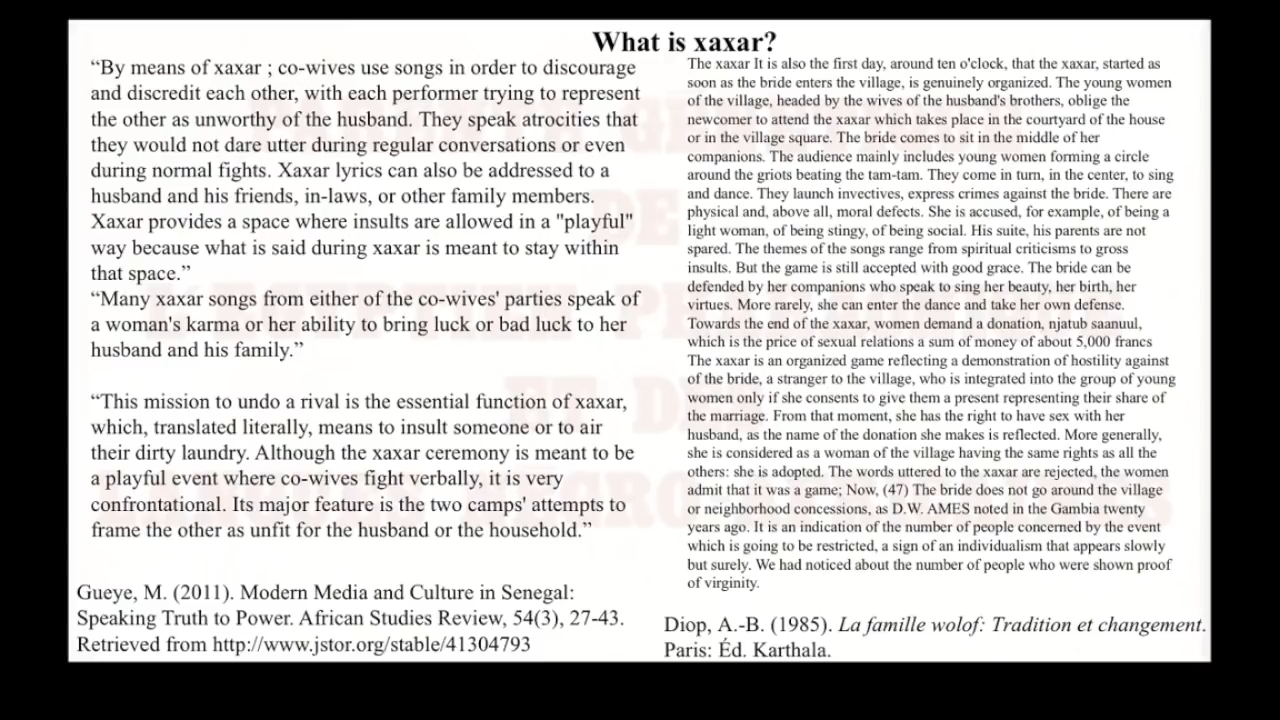 What is xaxar?
“By means of xaxar ; co-wives use songs in order to discourage
and discredit each other, with each performer trying to represent
the other as unworthy of the husband. They speak atrocities that
they would not dare utter during regular conversations or even
during normal fights. Xaxar lyrics can also be addressed to a
husband and his friends, in-laws, or other family members.
Xaxar provides a space where insults are allowed in a "playful"
way because what is said during xaxar is meant to stay within
that space.”
“Many xaxar songs from either of the co-wives' parties speak of
a woman's karma or her ability to bring luck or bad luck to her
husband and his family.”
“This mission to undo a rival is the essential function of xaxar,
which, translated literally, means to insult someone or to air
their dirty laundry. Although the xaxar ceremony is meant to be
a playful event where co-wives fight verbally, it is very
confrontational. Its major feature is the two camps' attempts to
frame the other as unfit for the husband or the household.”
Gueye, M. (2011). Modern Media and Culture in Senegal:
Speaking Truth to Power. African Studies Review, 54(3), 27-43.
Retrieved from http://www.jstor.org/stable/41304793
The xaxar It is also the first day, around ten o'clock, that the xaxar, started as
soon as the bride enters the village, is genuinely organized. The young women
of the village, headed by the wives of the husband's brothers, oblige the
newcomer to attend the xaxar which takes place in the courtyard of the house
or in the village square. The bride comes to sit in the middle of her
companions. The audience mainly includes young women forming a circle
around the griots beating the tam-tam. They come in turn, in the center, to sing
and dance. They launch invectives, express crimes against the bride. There are
physical and, above all, moral defects. She is accused, for example, of being a
light woman, of being stingy, of being social. His suite, his parents are not
spared. The themes of the songs range from spiritual criticisms to gross
insults. But the game is still accepted with good grace. The bride can be
defended by her companions who speak to sing her beauty, her birth, her
virtues. More rarely, she can enter the dance and take her own defense.
Towards the end of the xaxar, women demand a donation, njatub saanuul,
which is the price of sexual relations a sum of money of about 5,000 francs
The xaxar is an organized game reflecting a demonstration of hostility against
of the bride, a stranger to the village, who is integrated into the group of young
women only if she consents to give them a present representing their share of
the marriage. From that moment, she has the right to have sex with her
husband, as the name of the donation she makes is reflected. More generally,
she is considered as a woman of the village having the same rights as all the
others: she is adopted. The words uttered to the xaxar are rejected, the women
admit that it was a game; Now, (47) The bride does not go around the village
or neighborhood concessions, as D.W. AMES noted in the Gambia twenty
years ago. It is an indication of the number of people concerned by the event
which is going to be restricted, a sign of an individualism that appears slowly
but surely. We had noticed about the number of people who were shown proof
of virginity.
Diop, A.-B. (1985). La famille wolof: Tradition et changement.
Paris: Éd. Karthala.